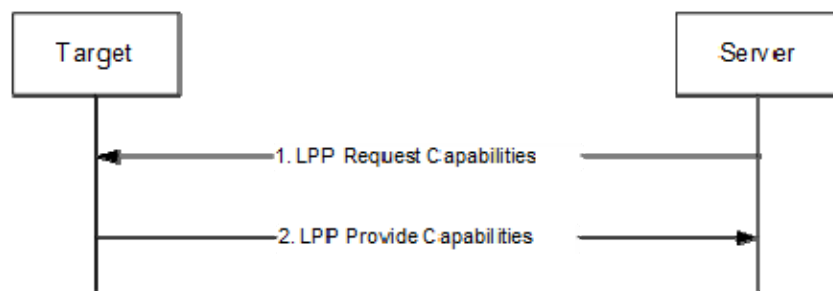 Target
Server
1. LPP Request Capabilities
2. LPP Provide Capabilities